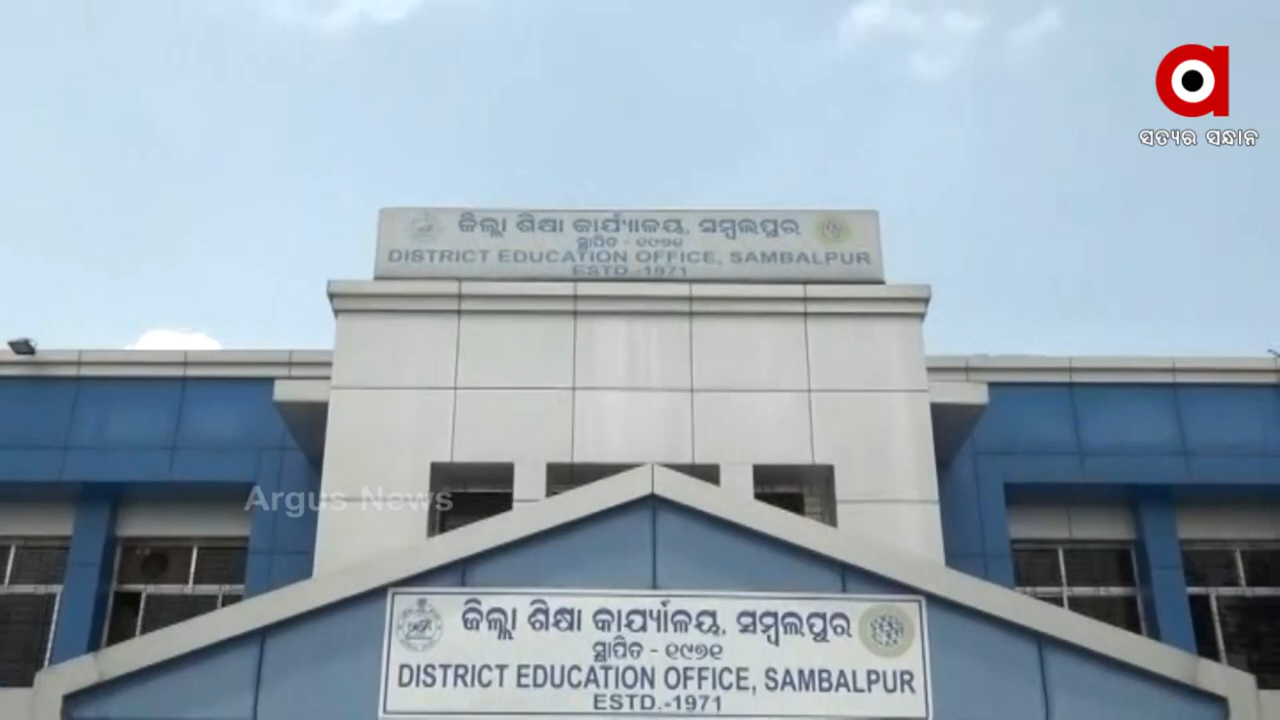 ସତ୍ୟର ସନ୍ଧାନ
ଜିଲ୍ଲା ଶିକ୍ଷା କାର୍ଯ୍ୟାଳୟ, ସମ୍ବଲପୁର
ସ୍ଥାପିତ - ୧୯୭୧
DISTRICT EDUCATION OFFICE, SAMBALPUR
ESTD.-1971
Argus News
ଜିଲ୍ଲା ଶିକ୍ଷା କାର୍ଯ୍ୟାଳୟ, ସମ୍ବଲପୁର
ସ୍ଥାପିତ - ୧୯୭୧
DISTRICT EDUCATION OFFICE, SAMBALPUR
ESTD.-1971